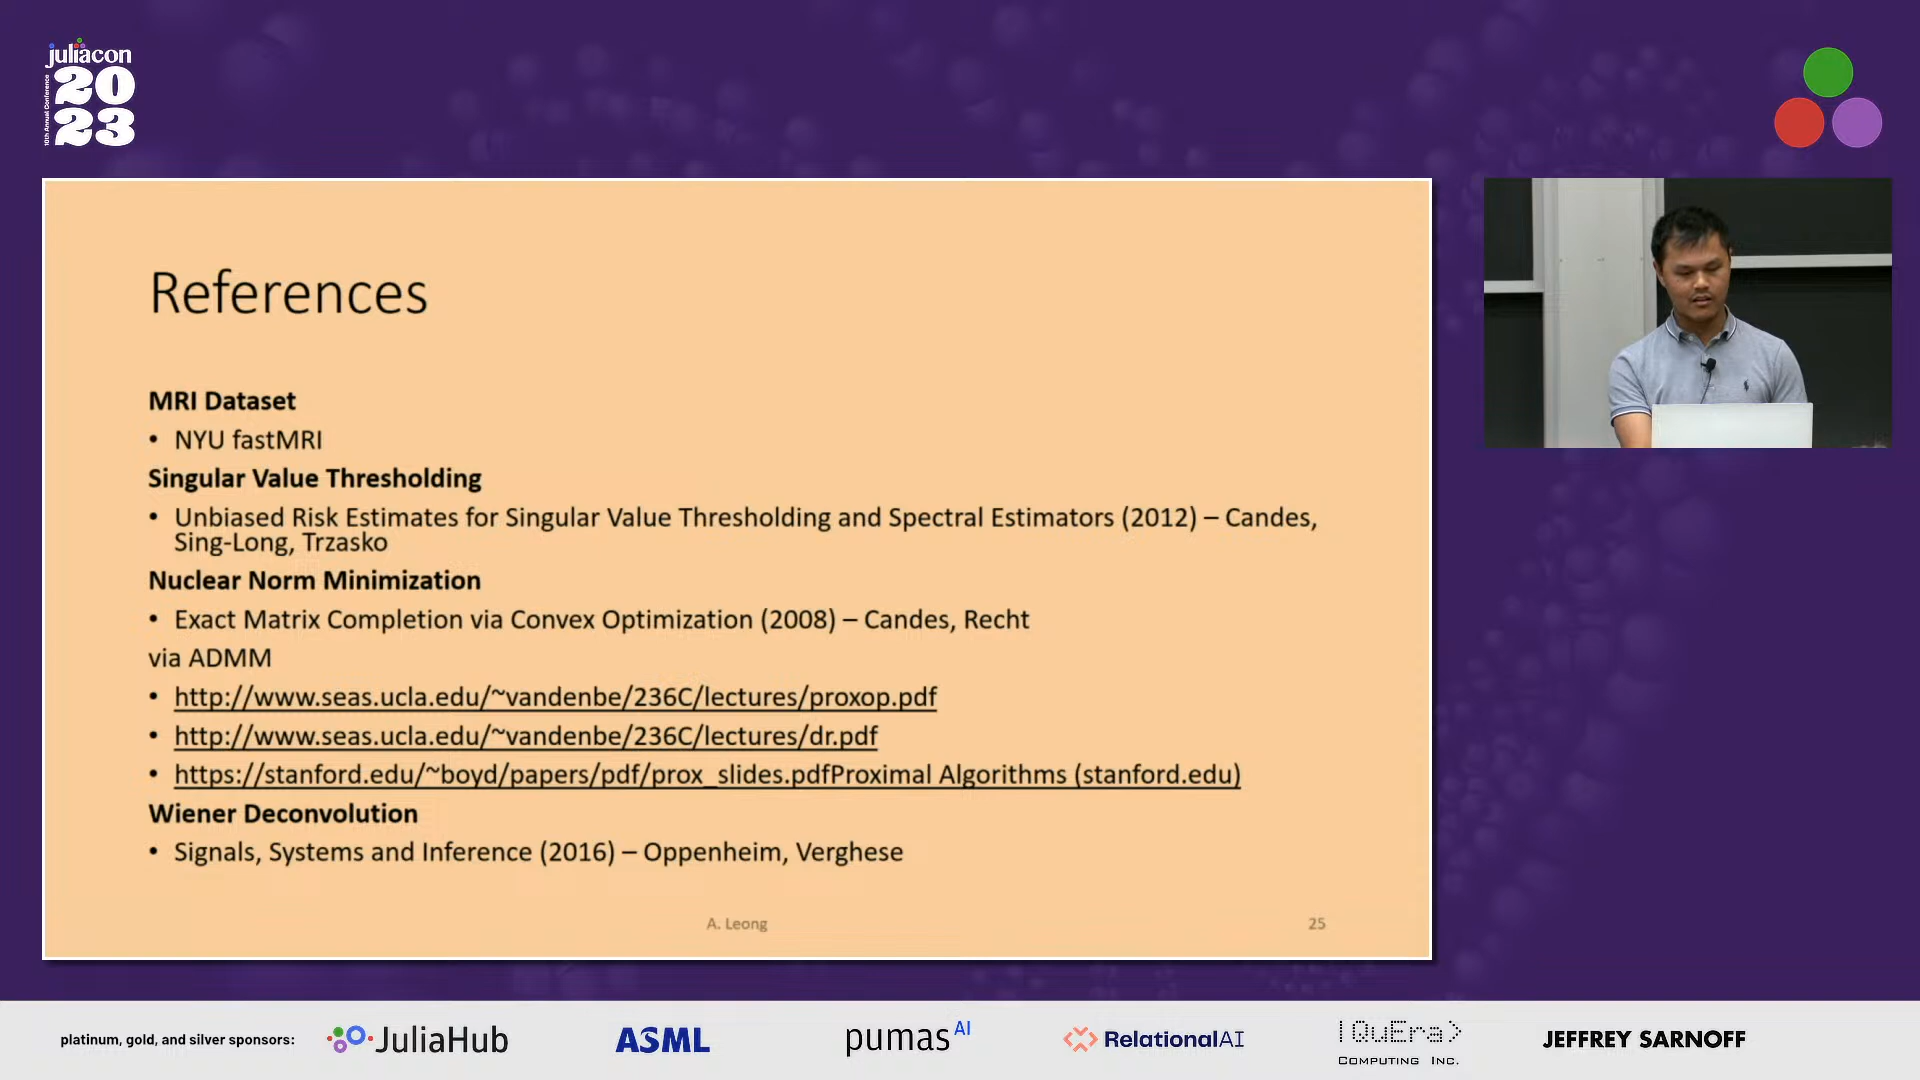 juliacon
10th Annual Conference
20
23
References
MRI Dataset
• NYU fastMRI
Singular Value Thresholding
• Unbiased Risk Estimates for Singular Value Thresholding and Spectral Estimators (2012) – Candes,
Sing-Long, Trzasko
Nuclear Norm Minimization
• Exact Matrix Completion via Convex Optimization (2008) – Candes, Recht
via ADMM
• http://www.seas.ucla.edu/~vandenbe/236C/lectures/proxop.pdf
• http://www.seas.ucla.edu/~vandenbe/236C/lectures/dr.pdf
• https://stanford.edu/~boyd/papers/pdf/prox_slides.pdfProximal Algorithms (stanford.edu)
Wiener Deconvolution
• Signals, Systems and Inference (2016) – Oppenheim, Verghese
A. Leong
25
platinum, gold, and silver sponsors:
JuliaHub
ASML
pumasAI
RelationalAI
|QuEra>
COMPUTING INC.
JEFFREY SARNOFF